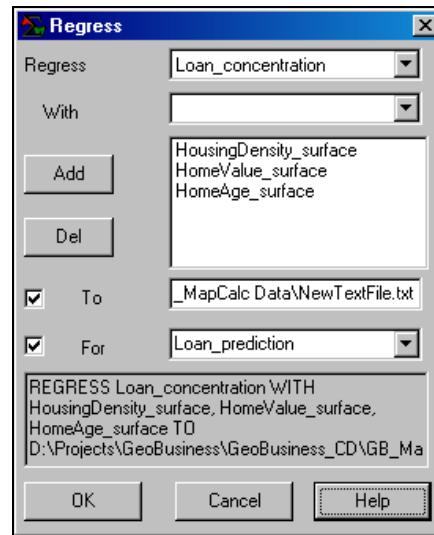 Regress
Regress Loan_concentration
With
Add
HousingDensity_surface
HomeValue_surface
HomeAge_surface
Del
To _MapCalc Data\NewTextFile.txt
For Loan_prediction
REGRESS Loan_concentration WITH
HousingDensity_surface, HomeValue_surface,
HomeAge_surface TO
D:\Projects\GeoBusiness\GeoBusiness_CD\GB_Ma
OK Cancel Help